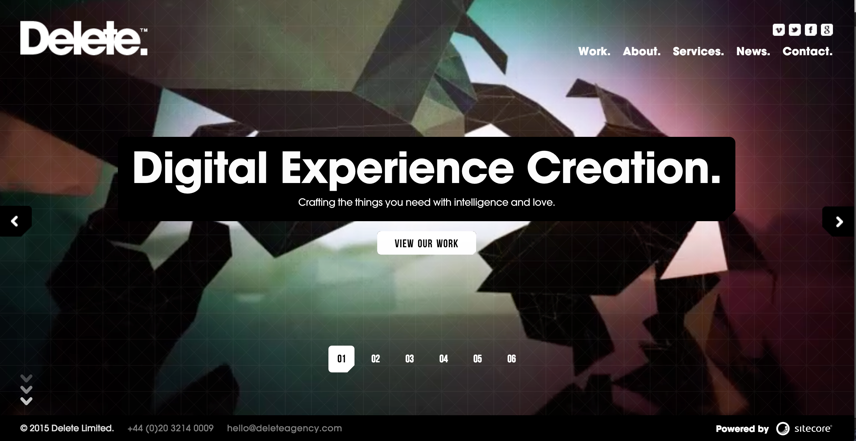 Delete.™
Work. About. Services. News. Contact.
Digital Experience Creation.
Crafting the things you need with intelligence and love.
VIEW OUR WORK
01 02 03 04 05 06
© 2015 Delete Limited. +44 (0)20 3214 0009 hello@deleteagency.com
Powered by sitecore